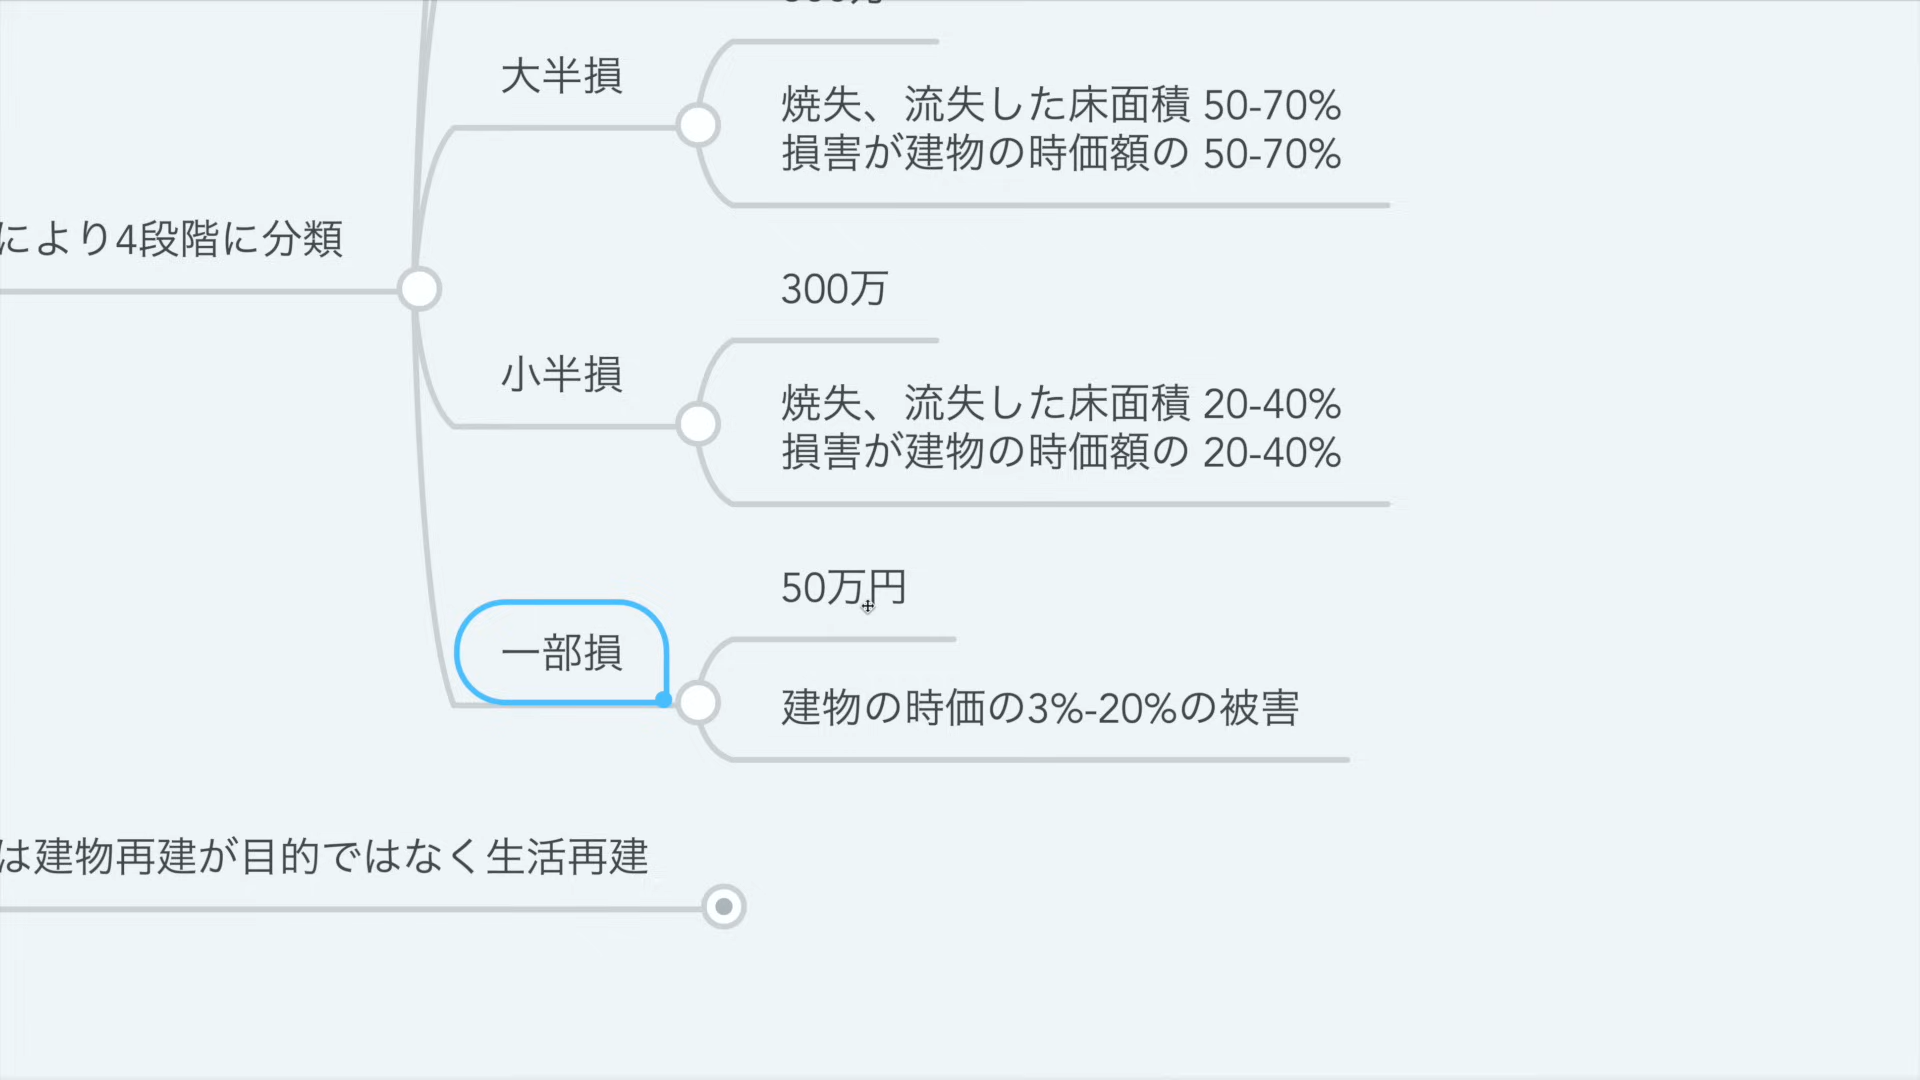 大半損
焼失、流失した床面積 50-70%
損害が建物の時価額の 50-70%
により4段階に分類
300万
小半損
焼失、流失した床面積 20-40%
損害が建物の時価額の 20-40%
50万円
一部損
建物の時価の3%-20%の被害
は建物再建が目的ではなく生活再建